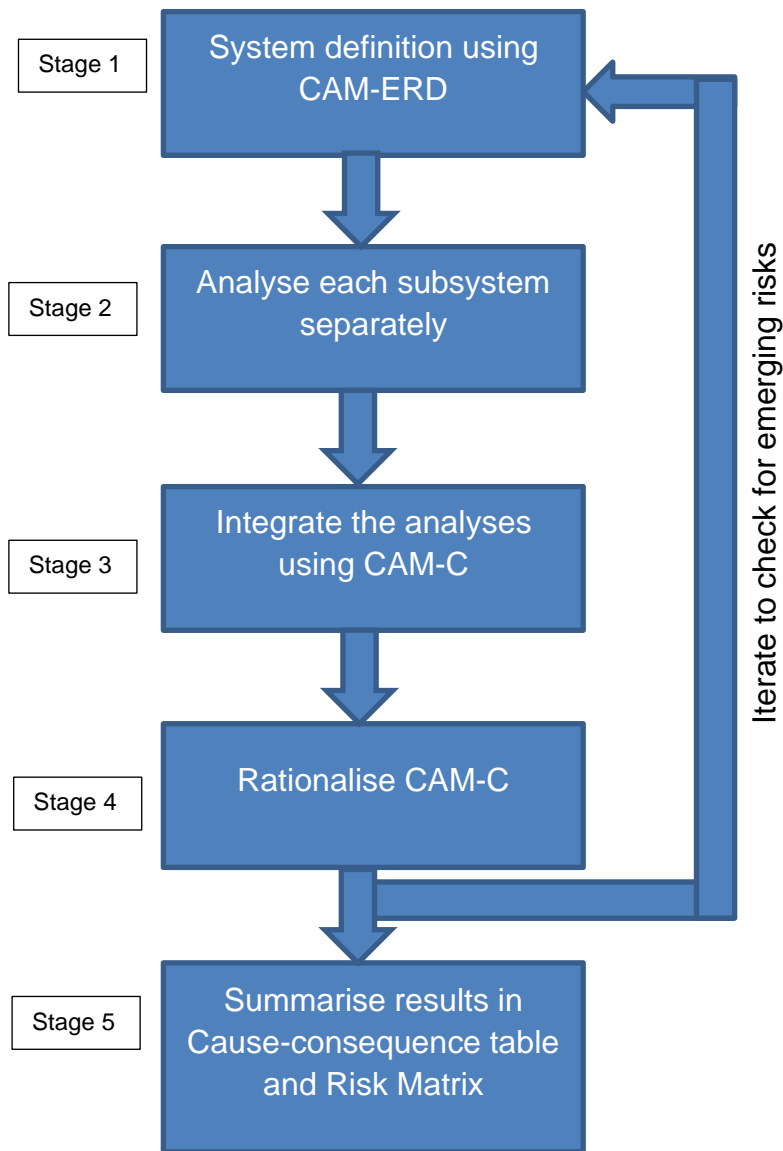 Stage 1
System definition using
CAM-ERD
Stage 2
Analyse each subsystem
separately
Stage 3
Integrate the analyses
using CAM-C
Stage 4
Rationalise CAM-C
Stage 5
Summarise results in
Cause-consequence table
and Risk Matrix
Iterate to check for emerging risks